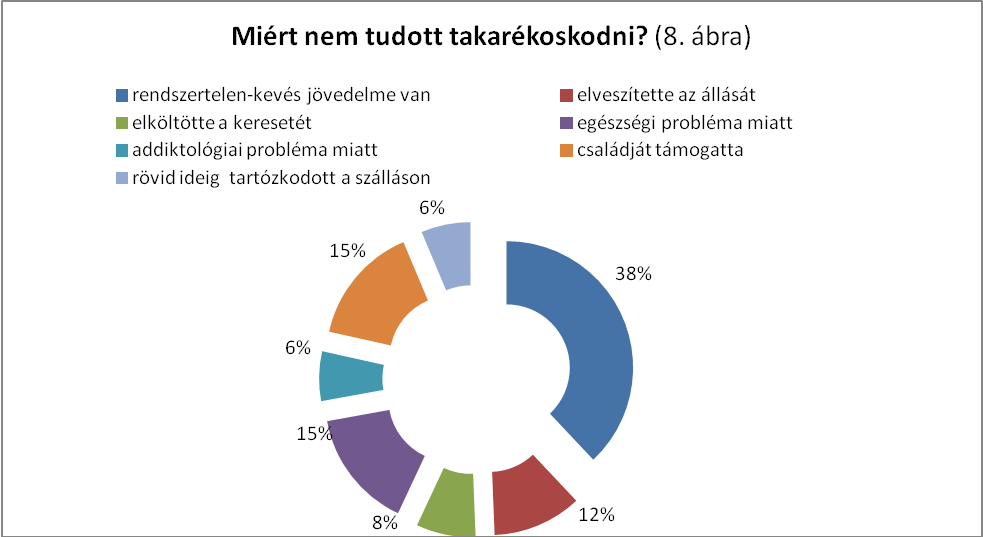 Miért nem tudott takarékoskodni? (8. ábra)
rendszertelen-kevés jövedelme van
elveszítette az állását
elköltötte a keresetét
egészségi probléma miatt
addiktológiai probléma miatt
családját támogatta
rövid ideig tartózkodott a szálláson
6%
15%
38%
6%
15%
8%
12%